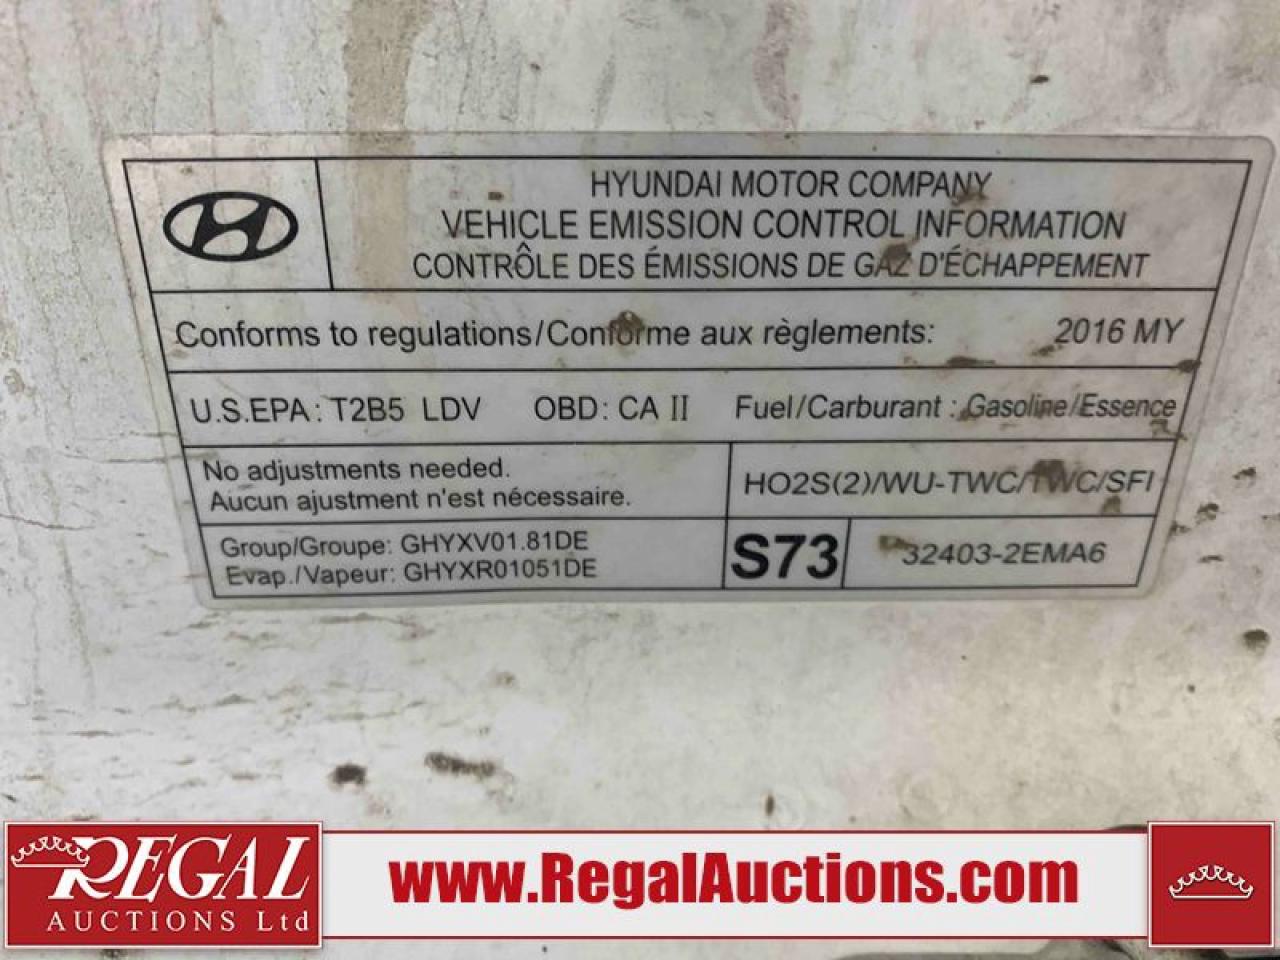 HYUNDAI MOTOR COMPANY
VEHICLE EMISSION CONTROL INFORMATION
CONTRÔLE DES ÉMISSIONS DE GAZ D'ÉCHAPPEMENT
Conforms to regulations/Conforme aux règlements: 2016 MY
U.S.EPA: T2B5 LDV OBD: CA II Fuel/Carburant : Gasoline/Essence
No adjustments needed.
Aucun ajustment n'est nécessaire.
HO2S(2)/WU-TWC/TWC/SFI
Group/Groupe: GHYXV01.81DE
Evap./Vapeur: GHYXR01051DE
S73
32403-2EMA6
REGAL
AUCTIONS Ltd
www.RegalAuctions.com